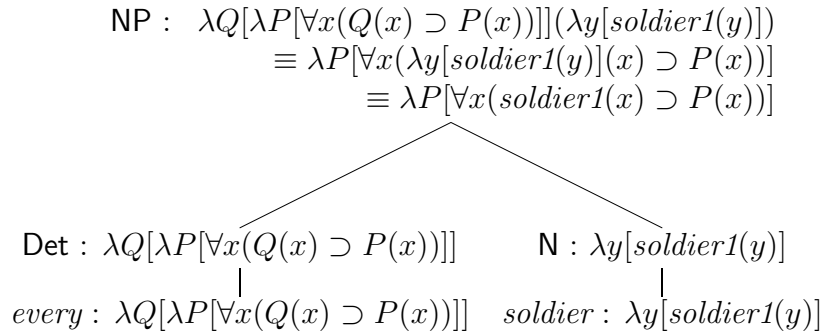 NP : λQ[λP[∀x(Q(x) ⊃ P(x))]](λy[soldier1(y)])
≡ λP[∀x(λy[soldier1(y)](x) ⊃ P(x))]
≡ λP[∀x(soldier1(x) ⊃ P(x))]
Det : λQ[λP[∀x(Q(x) ⊃ P(x))]] N : λy[soldier1(y)]
every : λQ[λP[∀x(Q(x) ⊃ P(x))]] soldier : λy[soldier1(y)]